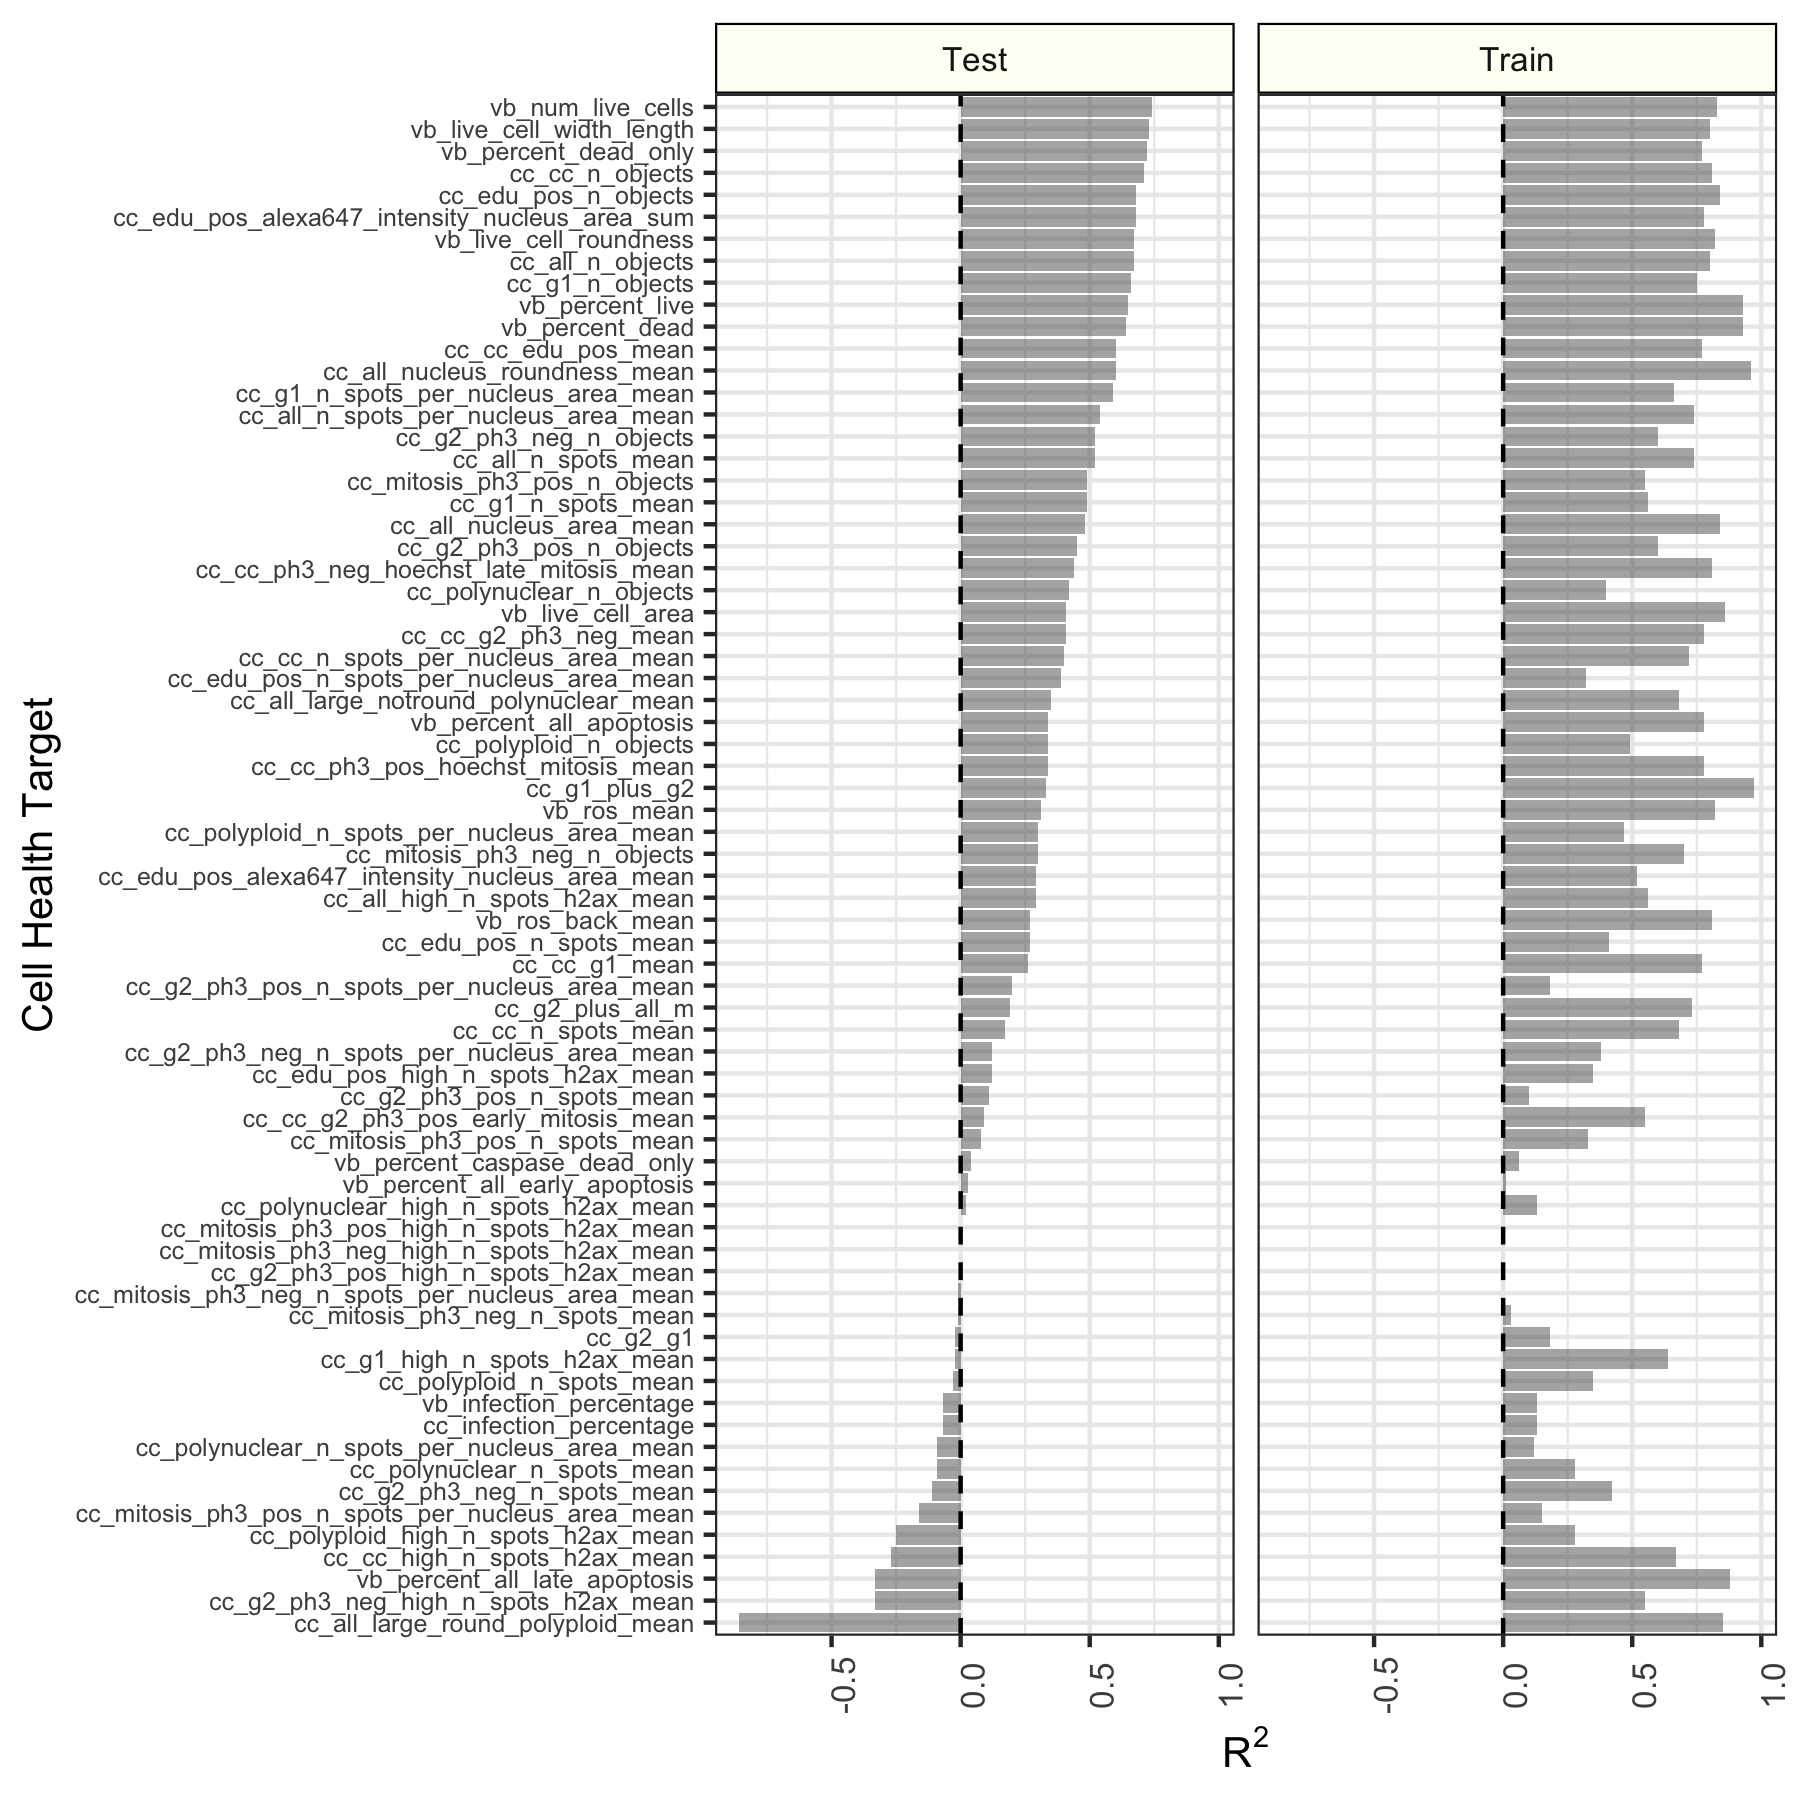 Test
Train
vb_num_live_cells
vb_live_cell_width_length
vb_percent_dead_only
cc_cc_n_objects
cc_edu_pos_n_objects
cc_edu_pos_alexa647_intensity_nucleus_area_sum
vb_live_cell_roundness
cc_all_n_objects
cc_g1_n_objects
vb_percent_live
vb_percent_dead
cc_cc_edu_pos_mean
cc_all_nucleus_roundness_mean
cc_g1_n_spots_per_nucleus_area_mean
cc_all_n_spots_per_nucleus_area_mean
cc_g2_ph3_neg_n_objects
cc_all_n_spots_mean
cc_mitosis_ph3_pos_n_objects
cc_g1_n_spots_mean
cc_all_nucleus_area_mean
cc_g2_ph3_pos_n_objects
cc_cc_ph3_neg_hoechst_late_mitosis_mean
cc_polynuclear_n_objects
vb_live_cell_area
cc_cc_g2_ph3_neg_mean
cc_cc_n_spots_per_nucleus_area_mean
cc_edu_pos_n_spots_per_nucleus_area_mean
cc_all_large_notround_polynuclear_mean
vb_percent_all_apoptosis
cc_polyploid_n_objects
cc_cc_ph3_pos_hoechst_mitosis_mean
cc_g1_plus_g2
vb_ros_mean
cc_polyploid_n_spots_per_nucleus_area_mean
cc_mitosis_ph3_neg_n_objects
cc_edu_pos_alexa647_intensity_nucleus_area_mean
cc_all_high_n_spots_h2ax_mean
vb_ros_back_mean
cc_edu_pos_n_spots_mean
cc_cc_g1_mean
cc_g2_ph3_pos_n_spots_per_nucleus_area_mean
cc_g2_plus_all_m
cc_cc_n_spots_mean
cc_g2_ph3_neg_n_spots_per_nucleus_area_mean
cc_edu_pos_high_n_spots_h2ax_mean
cc_g2_ph3_pos_n_spots_mean
cc_cc_g2_ph3_pos_early_mitosis_mean
cc_mitosis_ph3_pos_n_spots_mean
vb_percent_caspase_dead_only
vb_percent_all_early_apoptosis
cc_polynuclear_high_n_spots_h2ax_mean
cc_mitosis_ph3_pos_high_n_spots_h2ax_mean
cc_mitosis_ph3_neg_high_n_spots_h2ax_mean
cc_g2_ph3_pos_high_n_spots_h2ax_mean
cc_mitosis_ph3_neg_n_spots_per_nucleus_area_mean
cc_mitosis_ph3_neg_n_spots_mean
cc_g2_g1
cc_g1_high_n_spots_h2ax_mean
cc_polyploid_n_spots_mean
vb_infection_percentage
cc_infection_percentage
cc_polynuclear_n_spots_per_nucleus_area_mean
cc_polynuclear_n_spots_mean
cc_g2_ph3_neg_n_spots_mean
cc_mitosis_ph3_pos_n_spots_per_nucleus_area_mean
cc_polyploid_high_n_spots_h2ax_mean
cc_cc_high_n_spots_h2ax_mean
vb_percent_all_late_apoptosis
cc_g2_ph3_neg_high_n_spots_h2ax_mean
cc_all_large_round_polyploid_mean
Cell Health Target
-0.5 0.0 0.5 1.0
-0.5 0.0 0.5 1.0
R²